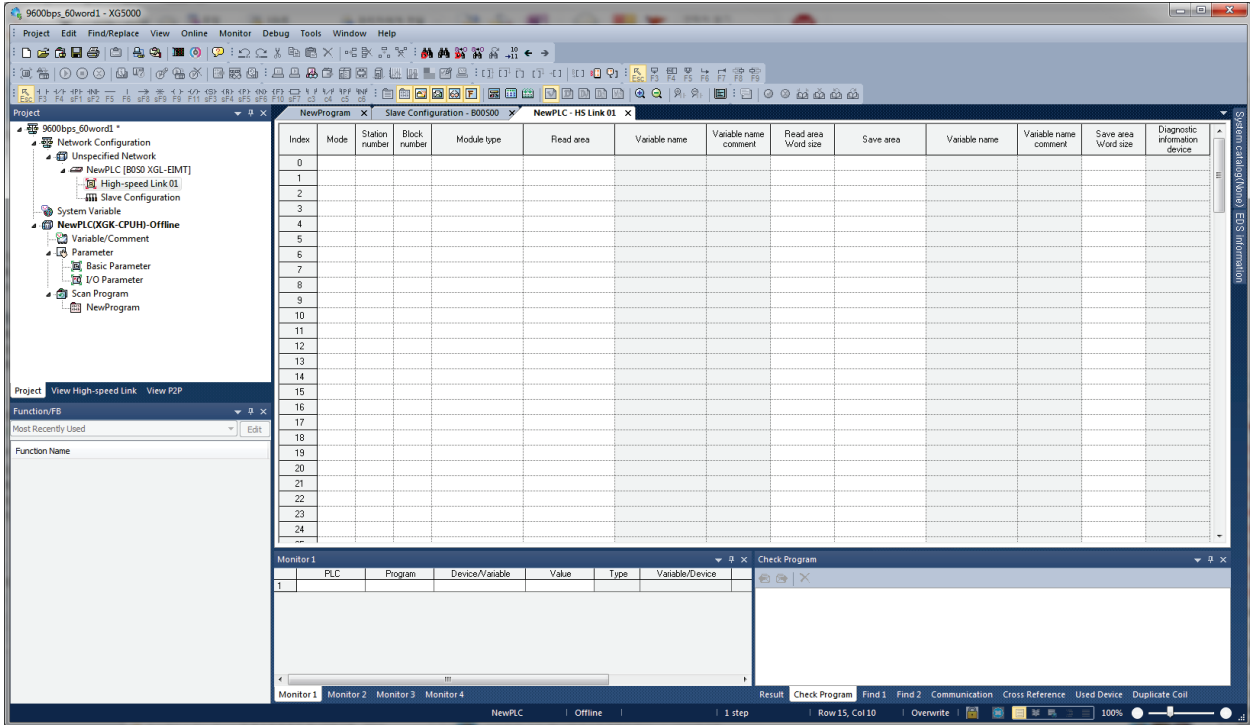 9600bps_60word1 - XG5000
Project Edit Find/Replace View Online Monitor Debug Tools Window Help
Project
NewProgram Slave Configuration - B00S00 NewPLC - HS Link 01
9600bps_60word1 *
Network Configuration
Unspecified Network
NewPLC [B0S0 XGL-EIMT]
High-speed Link 01
Slave Configuration
System Variable
NewPLC(XGK-CPUH)-Offline
Variable/Comment
Parameter
Basic Parameter
I/O Parameter
Scan Program
NewProgram
Project View High-speed Link View P2P
Function/FB
Most Recently Used Edit
Function Name
Index Mode Station number Block number Module type Read area Variable name Variable name comment Read area Word size Save area Variable name Variable name comment Save area Word size Diagnostic information device
0
1
2
3
4
5
6
7
8
9
10
11
12
13
14
15
16
17
18
19
20
21
22
23
24
System catalog(None) EDS information
Monitor 1
PLC Program Device/Variable Value Type Variable/Device
1
Monitor 1 Monitor 2 Monitor 3 Monitor 4
Check Program
Result Check Program Find 1 Find 2 Communication Cross Reference Used Device Duplicate Coil
NewPLC Offline 1 step Row 15, Col 10 Overwrite 100%